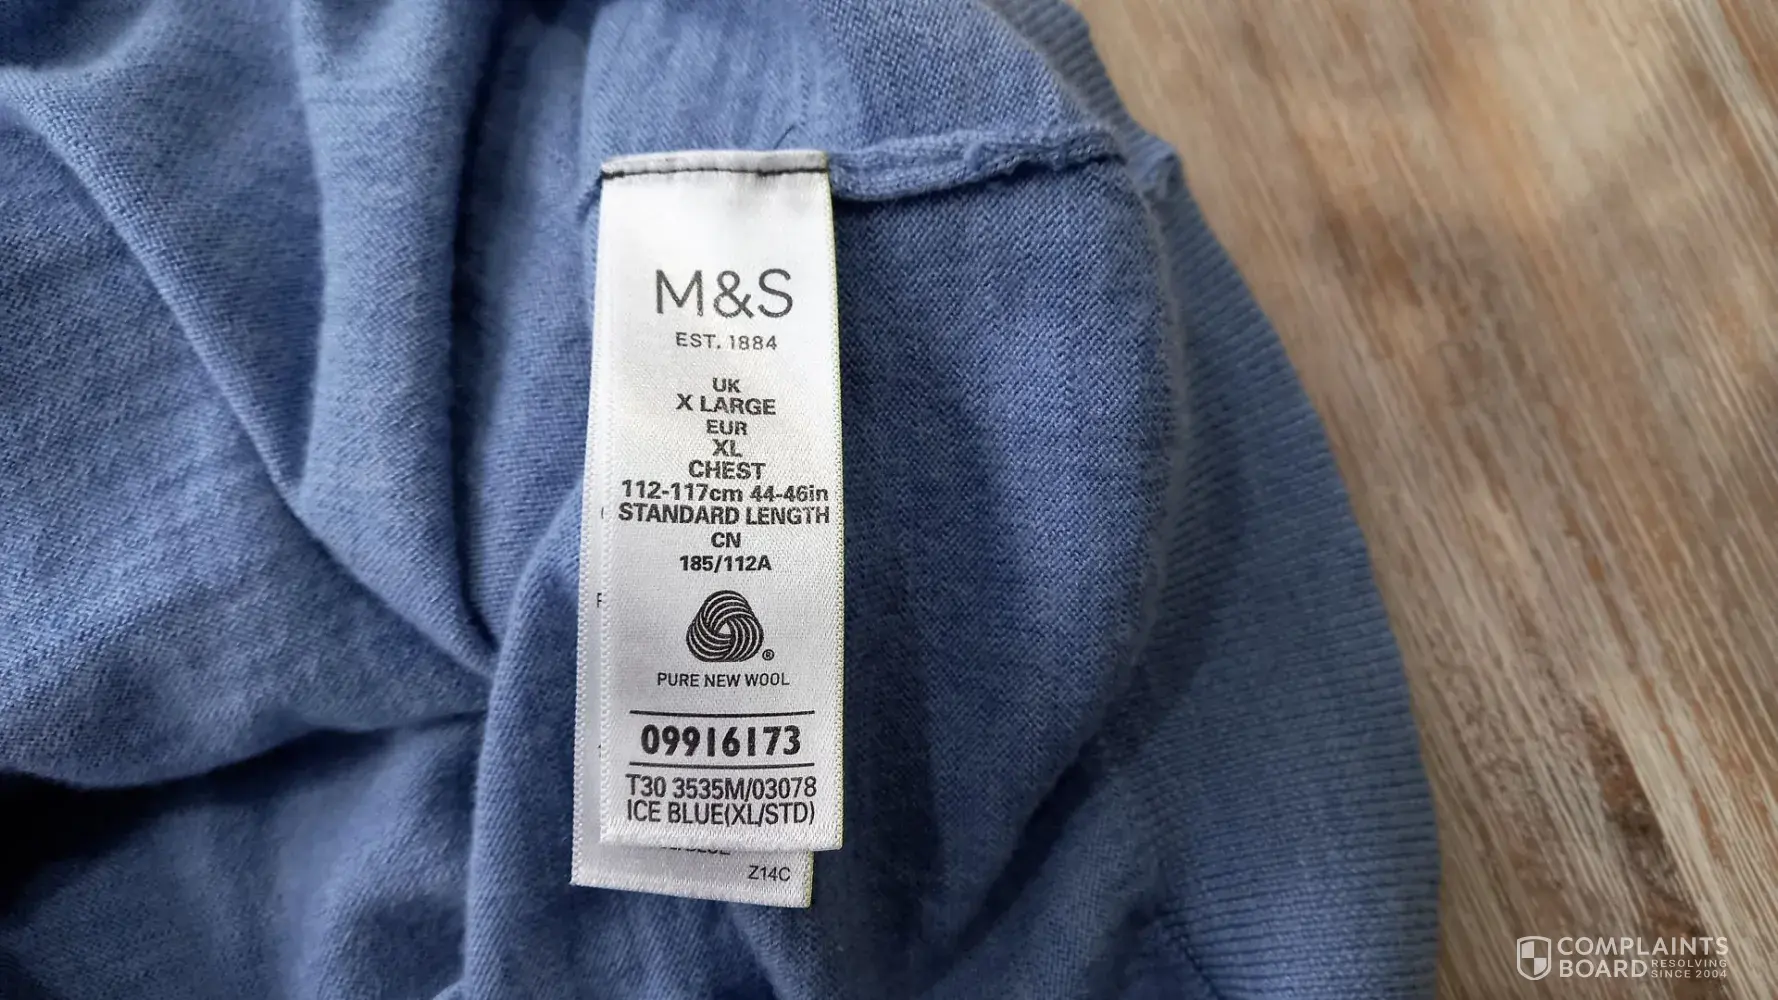 M&S
EST. 1884
UK
X LARGE
EUR
XL
CHEST
112-117cm 44-46in
STANDARD LENGTH
CN
185/112A
®
PURE NEW WOOL
09916173
T30 3535M/03078
ICE BLUE(XL/STD)
Z14C
COMPLAINTS
BOARD RESOLVING
SINCE 2004